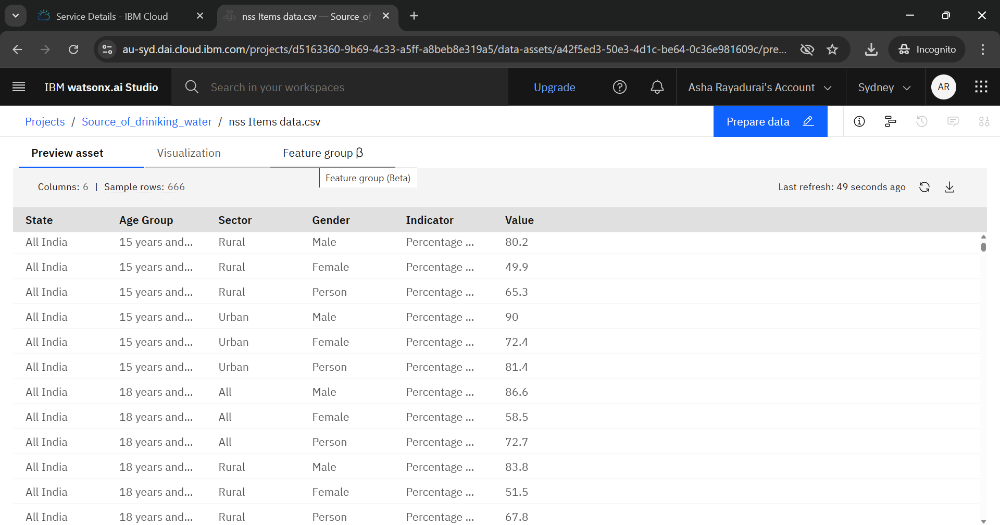 Service Details - IBM Cloud
nss Items data.csv — Source_of
au-syd.dai.cloud.ibm.com/projects/d5163360-9b69-4c33-a5ff-a8beb8e319a5/data-assets/a42f5ed3-50e3-4d1c-be64-0c36e981609c/pre...
Incognito
IBM watsonx.ai Studio
Search in your workspaces
Upgrade
Asha Rayadurai's Account
Sydney
AR
Projects / Source_of_driniking_water / nss Items data.csv
Prepare data
Preview asset
Visualization
Feature group β
Feature group (Beta)
Columns: 6 | Sample rows: 666
Last refresh: 49 seconds ago
State Age Group Sector Gender Indicator Value
All India 15 years and... Rural Male Percentage ... 80.2
All India 15 years and... Rural Female Percentage ... 49.9
All India 15 years and... Rural Person Percentage ... 65.3
All India 15 years and... Urban Male Percentage ... 90
All India 15 years and... Urban Female Percentage ... 72.4
All India 15 years and... Urban Person Percentage ... 81.4
All India 18 years and... All Male Percentage ... 86.6
All India 18 years and... All Female Percentage ... 58.5
All India 18 years and... All Person Percentage ... 72.7
All India 18 years and... Rural Male Percentage ... 83.8
All India 18 years and... Rural Female Percentage ... 51.5
All India 18 years and... Rural Person Percentage ... 67.8